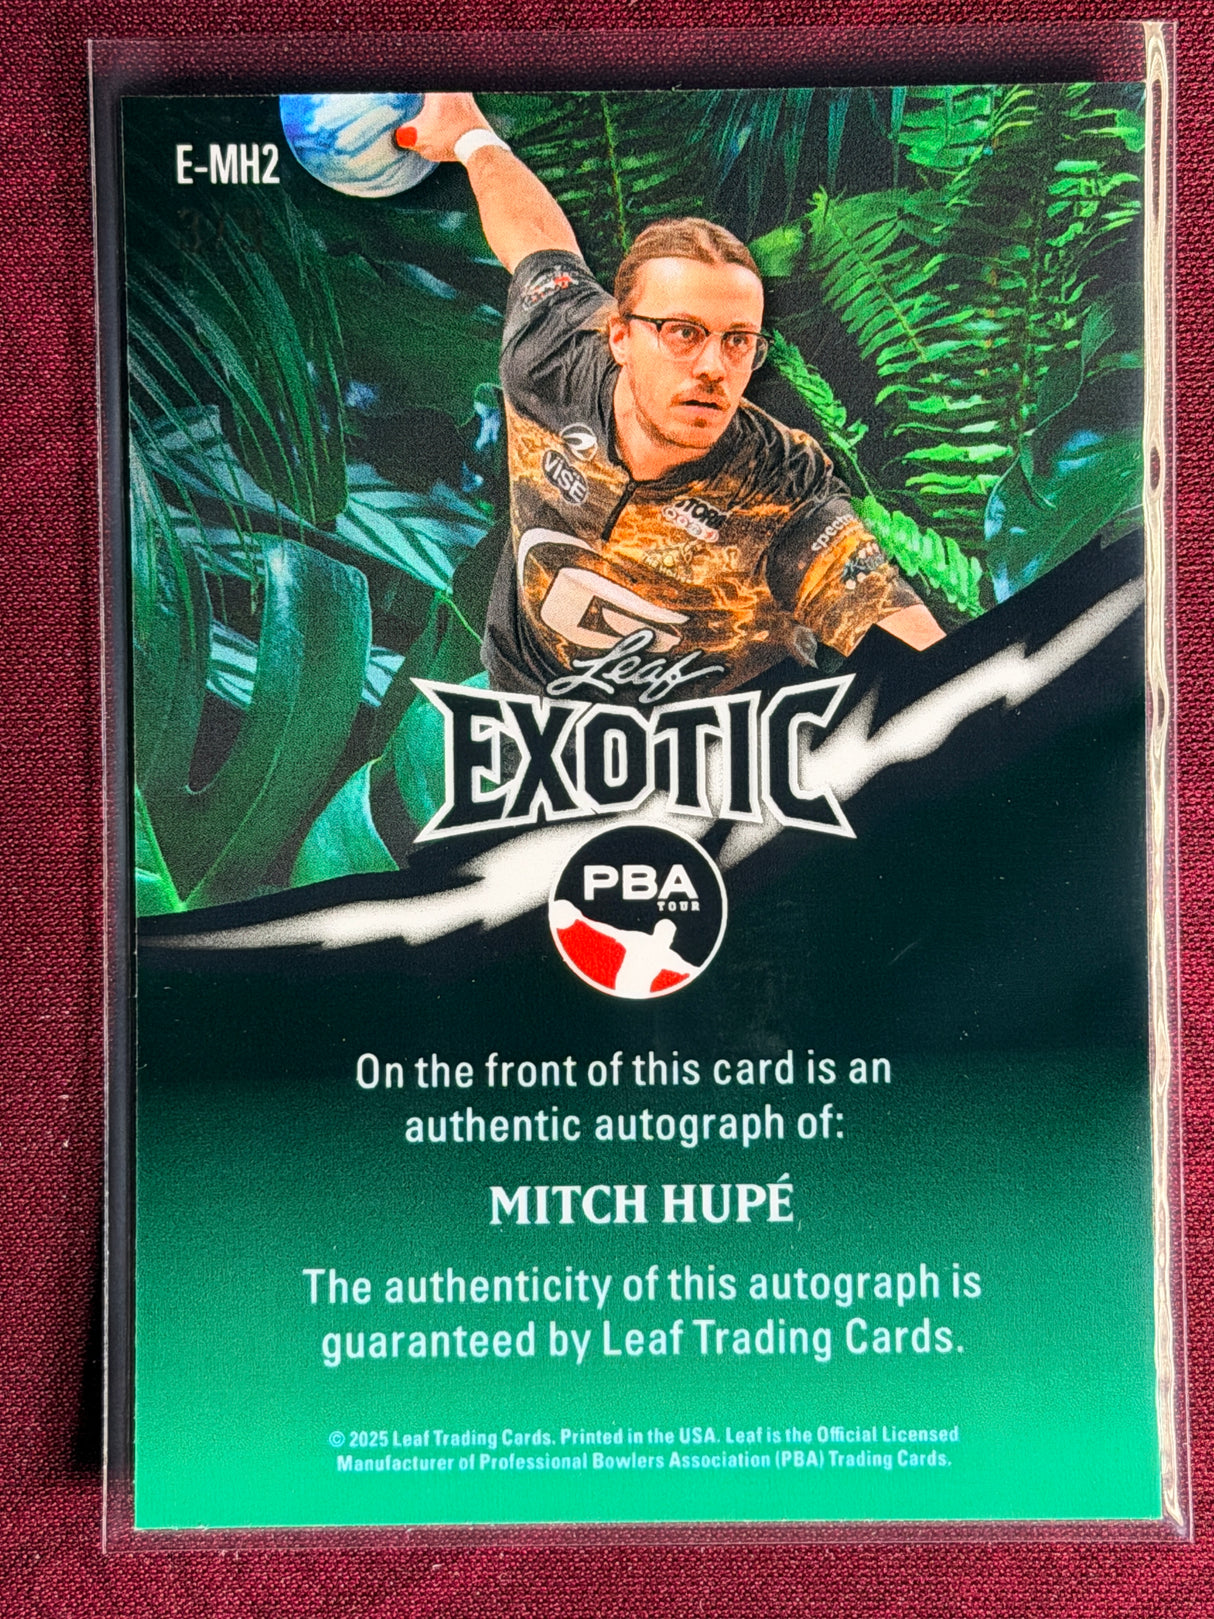 E-MH2
VISE
Leaf
EXOTIC
PBA
TOUR
On the front of this card is an
authentic autograph of:
MITCH HUPÉ
The authenticity of this autograph is
guaranteed by Leaf Trading Cards.
© 2025 Leaf Trading Cards. Printed in the USA. Leaf is the Official Licensed
Manufacturer of Professional Bowlers Association (PBA) Trading Cards.